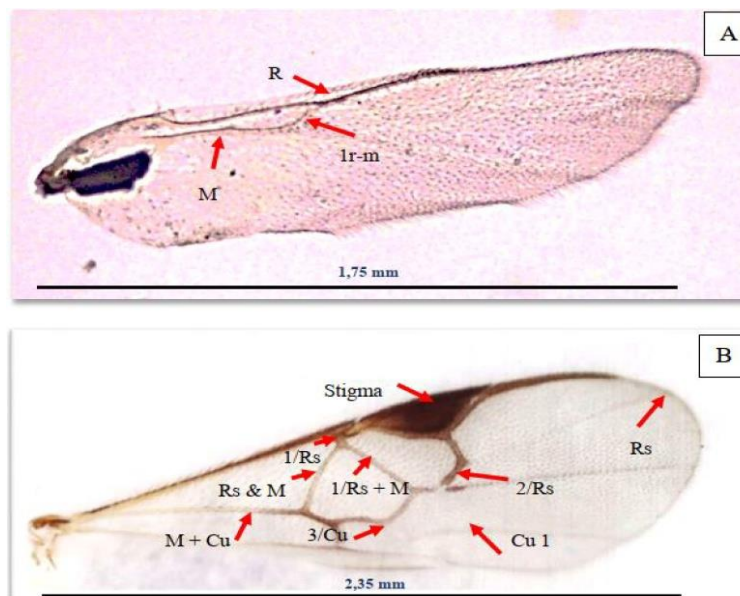 A
R
1r-m
M
1,75 mm
B
Stigma
Rs
1/Rs
Rs & M
1/Rs + M
2/Rs
M + Cu
3/Cu
Cu 1
2,35 mm